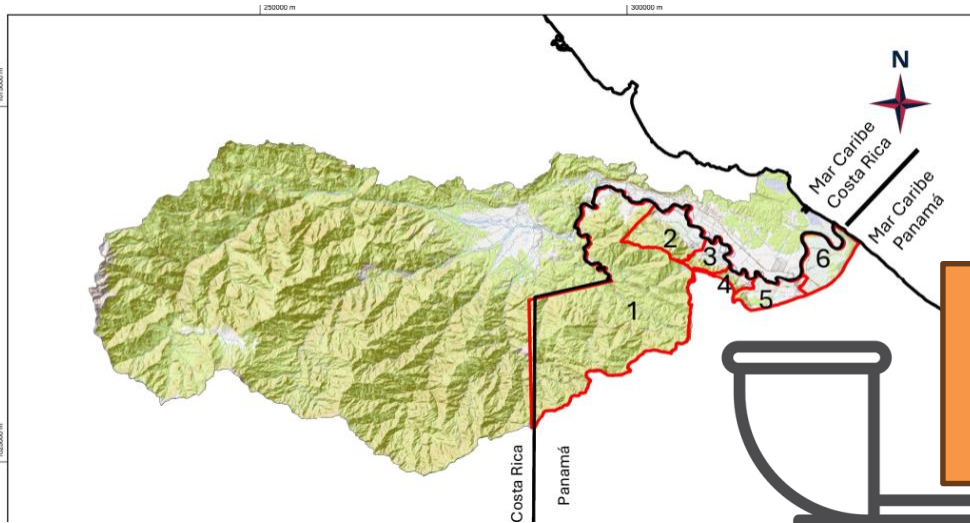 250000 m
300000 m
N
Mar Caribe
Costa Rica
Mar Caribe
Panamá
2
3
6
4
5
1
Costa Rica
Panamá